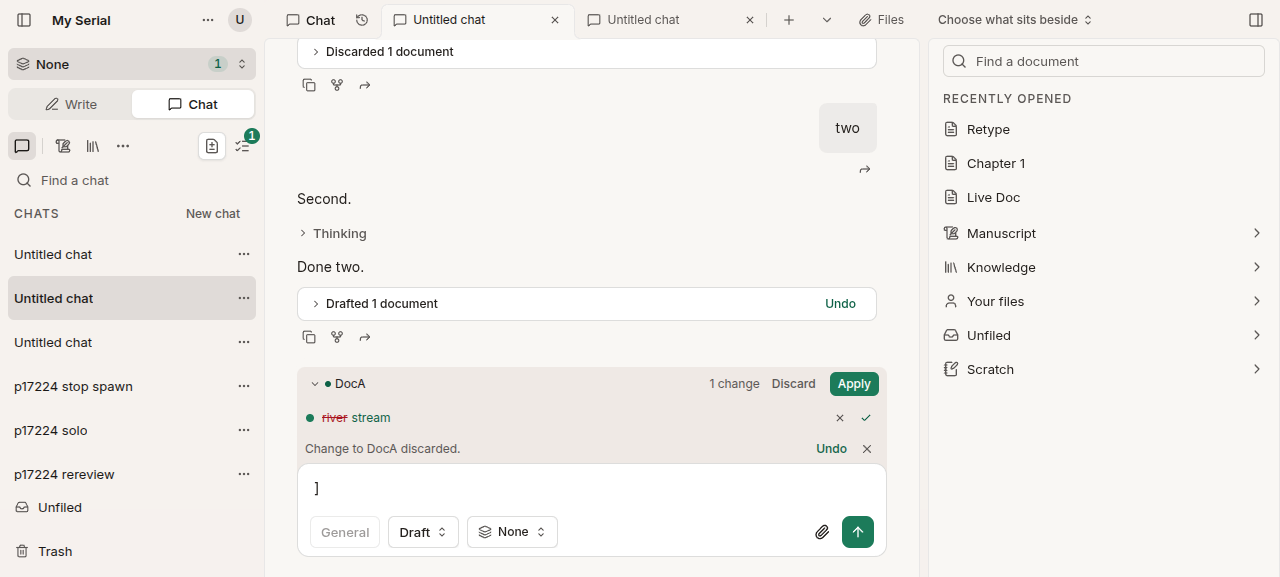 My Serial
U
Chat
Untitled chat
Untitled chat
Files
Choose what sits beside
None
1
Write
Chat
1
Find a chat
CHATS
New chat
Untitled chat
Untitled chat
Untitled chat
p17224 stop spawn
p17224 solo
p17224 rereview
Unfiled
Trash
Discarded 1 document
two
Second.
Thinking
Done two.
Drafted 1 document
Undo
DocA
1 change
Discard
Apply
river stream
Change to DocA discarded.
Undo
]
General
Draft
None
Find a document
RECENTLY OPENED
Retype
Chapter 1
Live Doc
Manuscript
Knowledge
Your files
Unfiled
Scratch